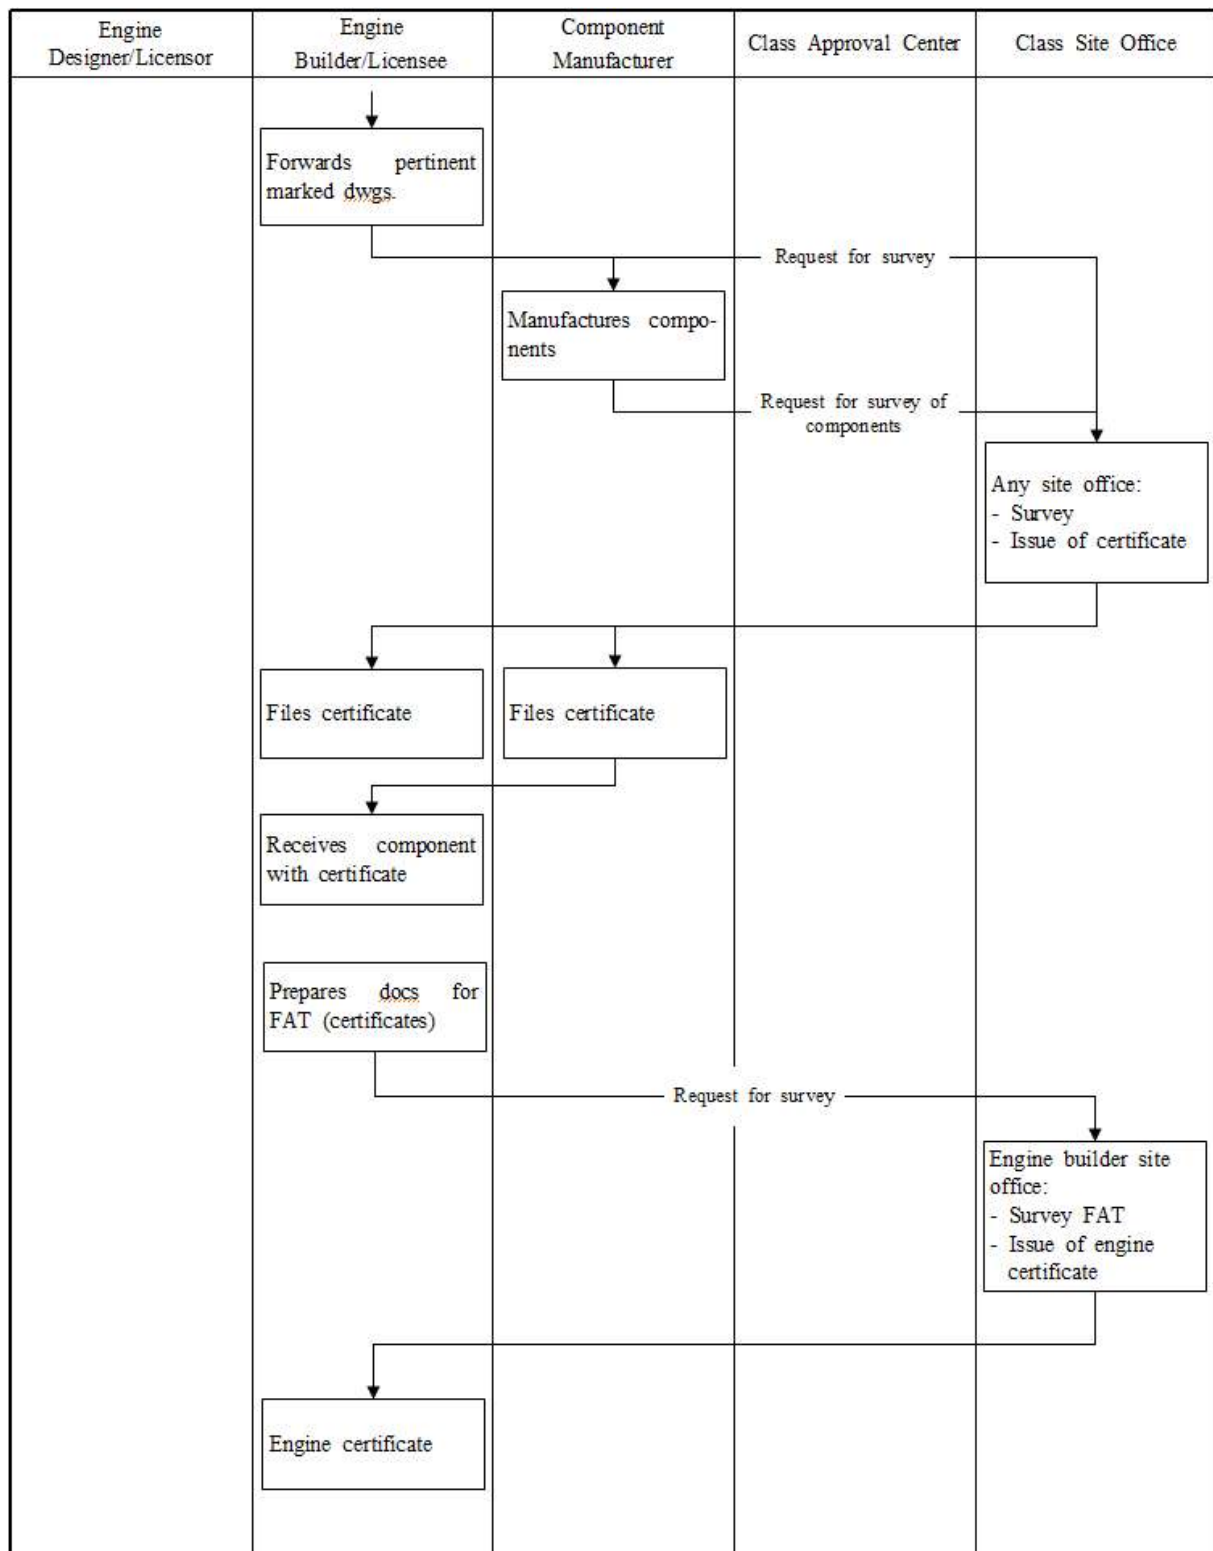 Engine
Designer/Licensor
Engine
Builder/Licensee
Component
Manufacturer
Class Approval Center
Class Site Office
Forwards pertinent
marked dwgs.
Request for survey
Manufactures compo-
nents
Request for survey of
components
Any site office:
- Survey
- Issue of certificate
Files certificate
Files certificate
Receives component
with certificate
Prepares docs for
FAT (certificates)
Request for survey
Engine builder site
office:
- Survey FAT
- Issue of engine
certificate
Engine certificate